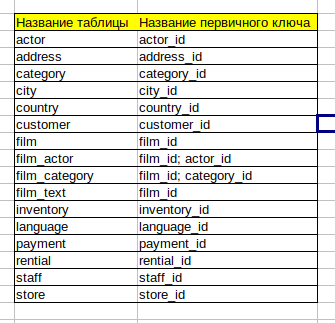 Название таблицы Название первичного ключа
actor actor_id
address address_id
category category_id
city city_id
country country_id
customer customer_id
film film_id
film_actor film_id; actor_id
film_category film_id; category_id
film_text film_id
inventory inventory_id
language language_id
payment payment_id
rential rential_id
staff staff_id
store store_id